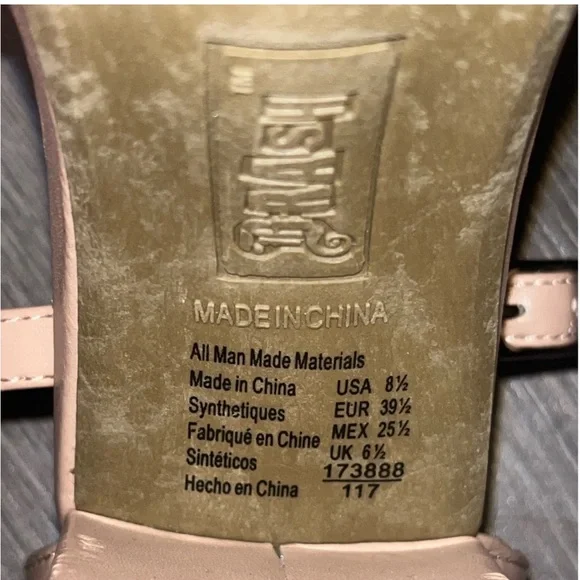 MADE IN CHINA
All Man Made Materials
Made in China USA 8½
Synthetiques EUR 39½
Fabriqué en Chine MEX 25½
Sintéticos UK 6½
Hecho en China 173888
117